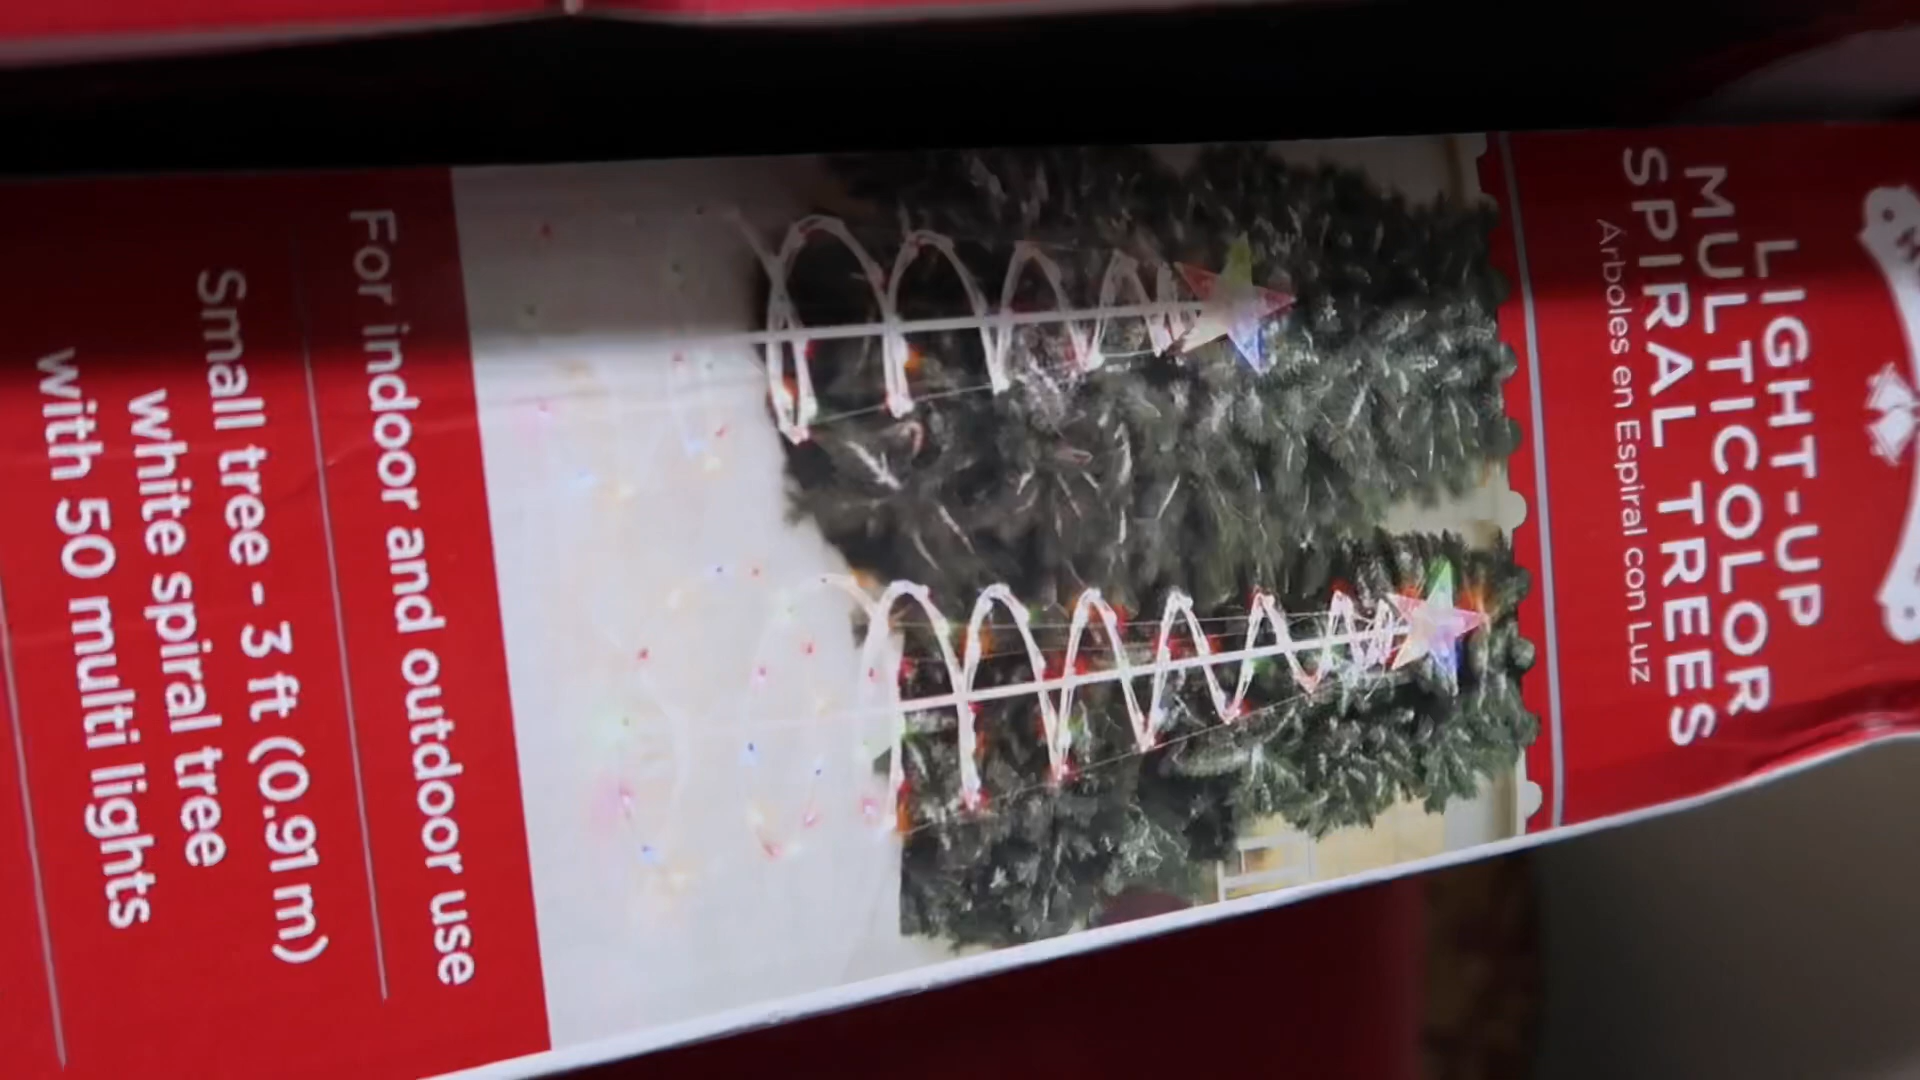 LIGHT-UP
MULTICOLOR
SPIRAL TREES
Árboles en Espiral con Luz
For indoor and outdoor use
Small tree - 3 ft (0.91 m)
white spiral tree
with 50 multi lights